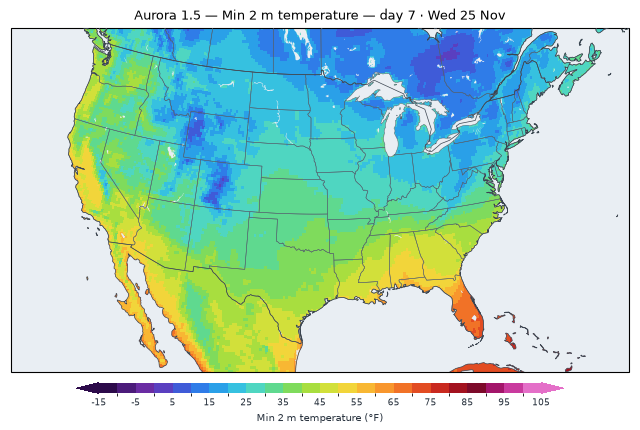 Aurora 1.5 — Min 2 m temperature — day 7 · Wed 25 Nov
-15 -5 5 15 25 35 45 55 65 75 85 95 105
Min 2 m temperature (°F)